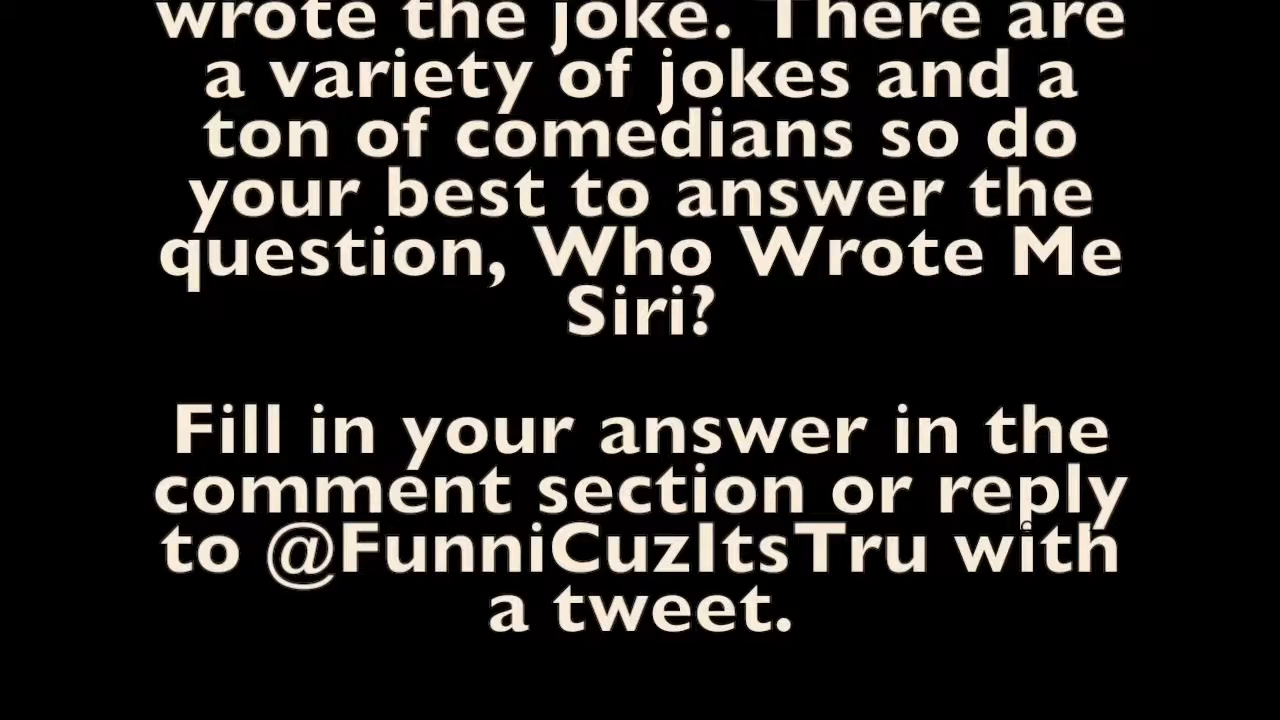 wrote the joke. There are
a variety of jokes and a
ton of comedians so do
your best to answer the
question, Who Wrote Me
Siri?
Fill in your answer in the
comment section or reply
to @FunniCuzItsTru with
a tweet.